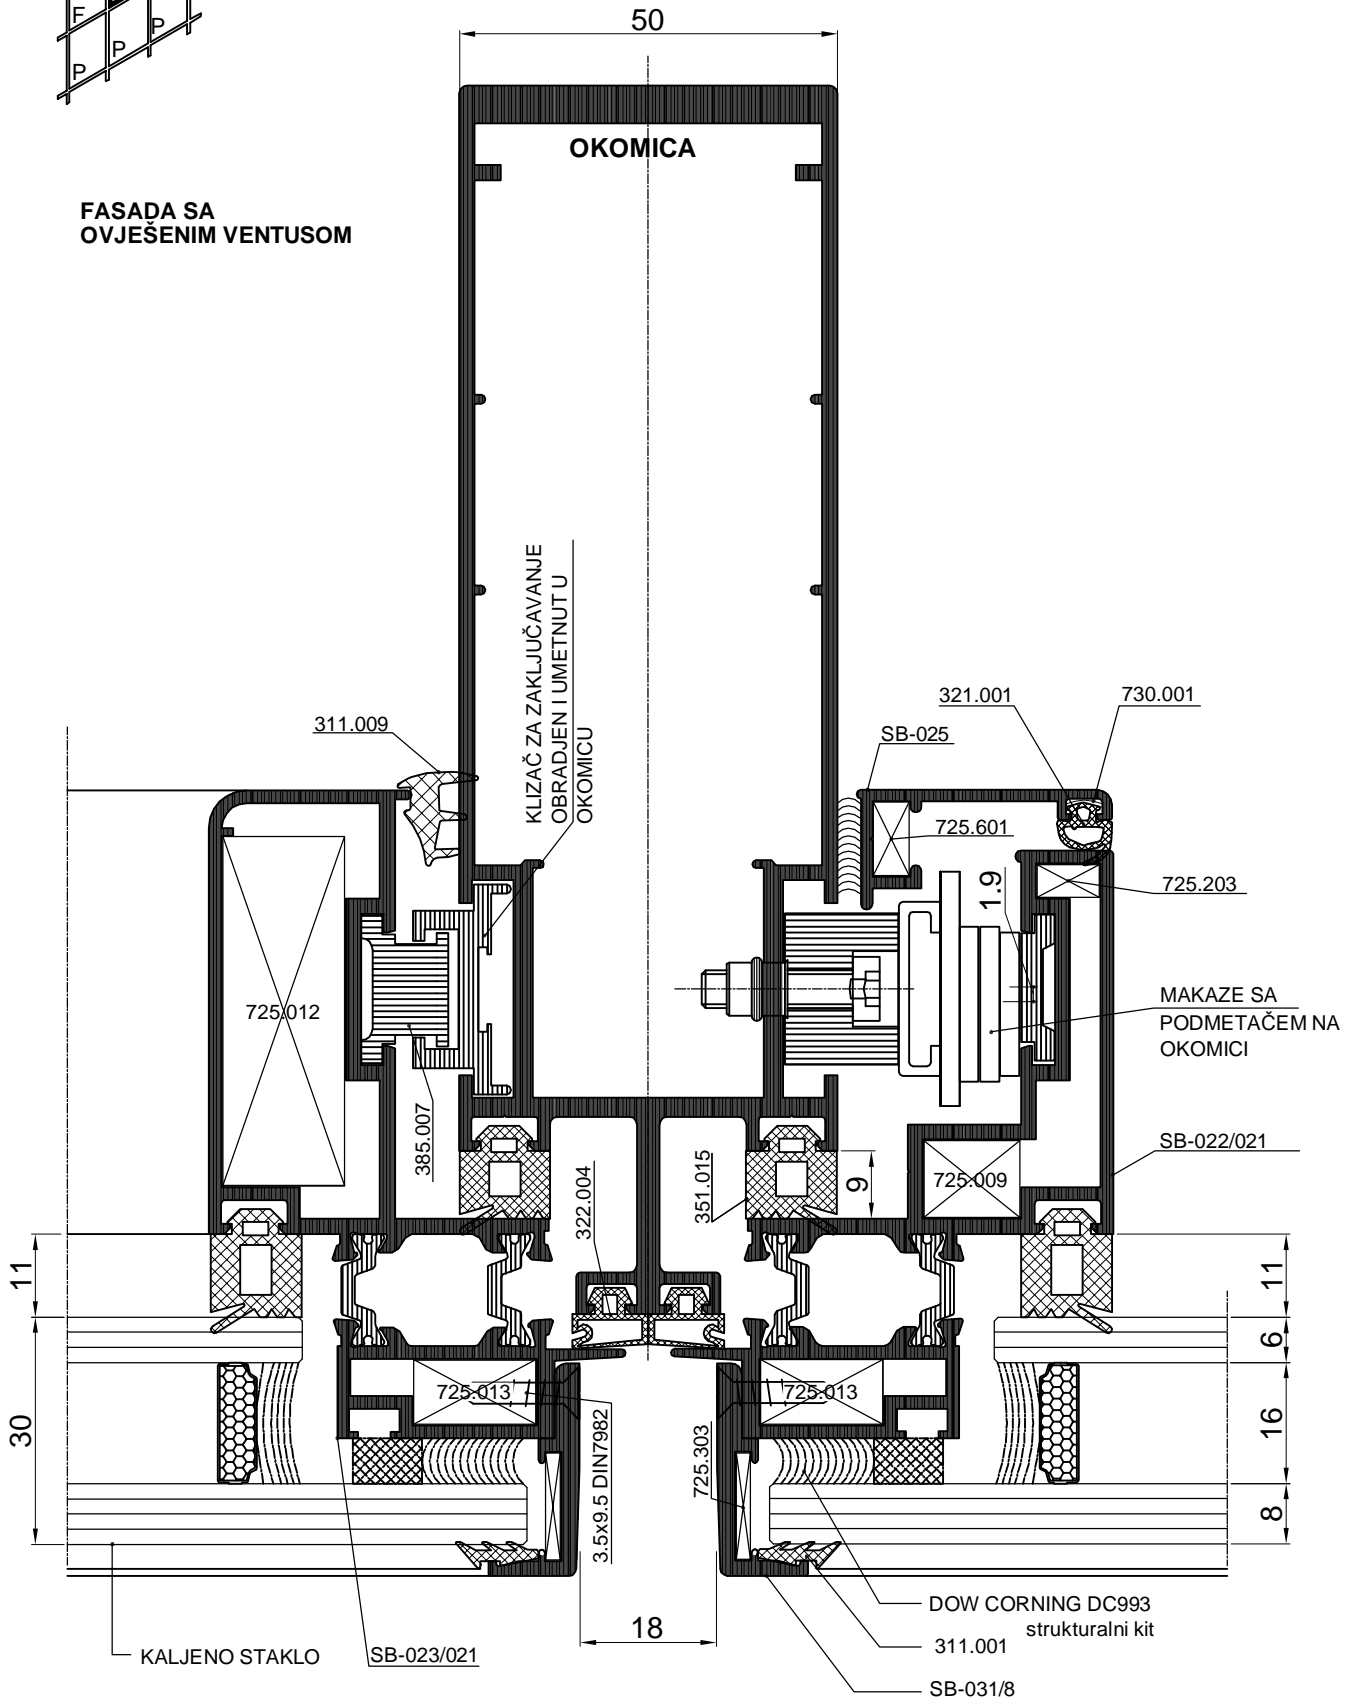 F
P
P
P
50
OKOMICA
FASADA SA
OVJEŠENIM VENTUSOM
KLIZAČ ZA ZAKLJUČAVANJE
OBRADJEN I UMETNUT U
OKOMICU
311.009
321.001
730.001
SB-025
725.601
725.203
1.9
725.012
MAKAZE SA
PODMETAČEM NA
OKOMICI
385.007
SB-022/021
725.009
9
351.015
322.004
11
11
6
30
16
8
725.013
725.013
3.5x9.5 DIN7982
725.303
18
DOW CORNING DC993
strukturalni kit
311.001
SB-031/8
KALJENO STAKLO
SB-023/021